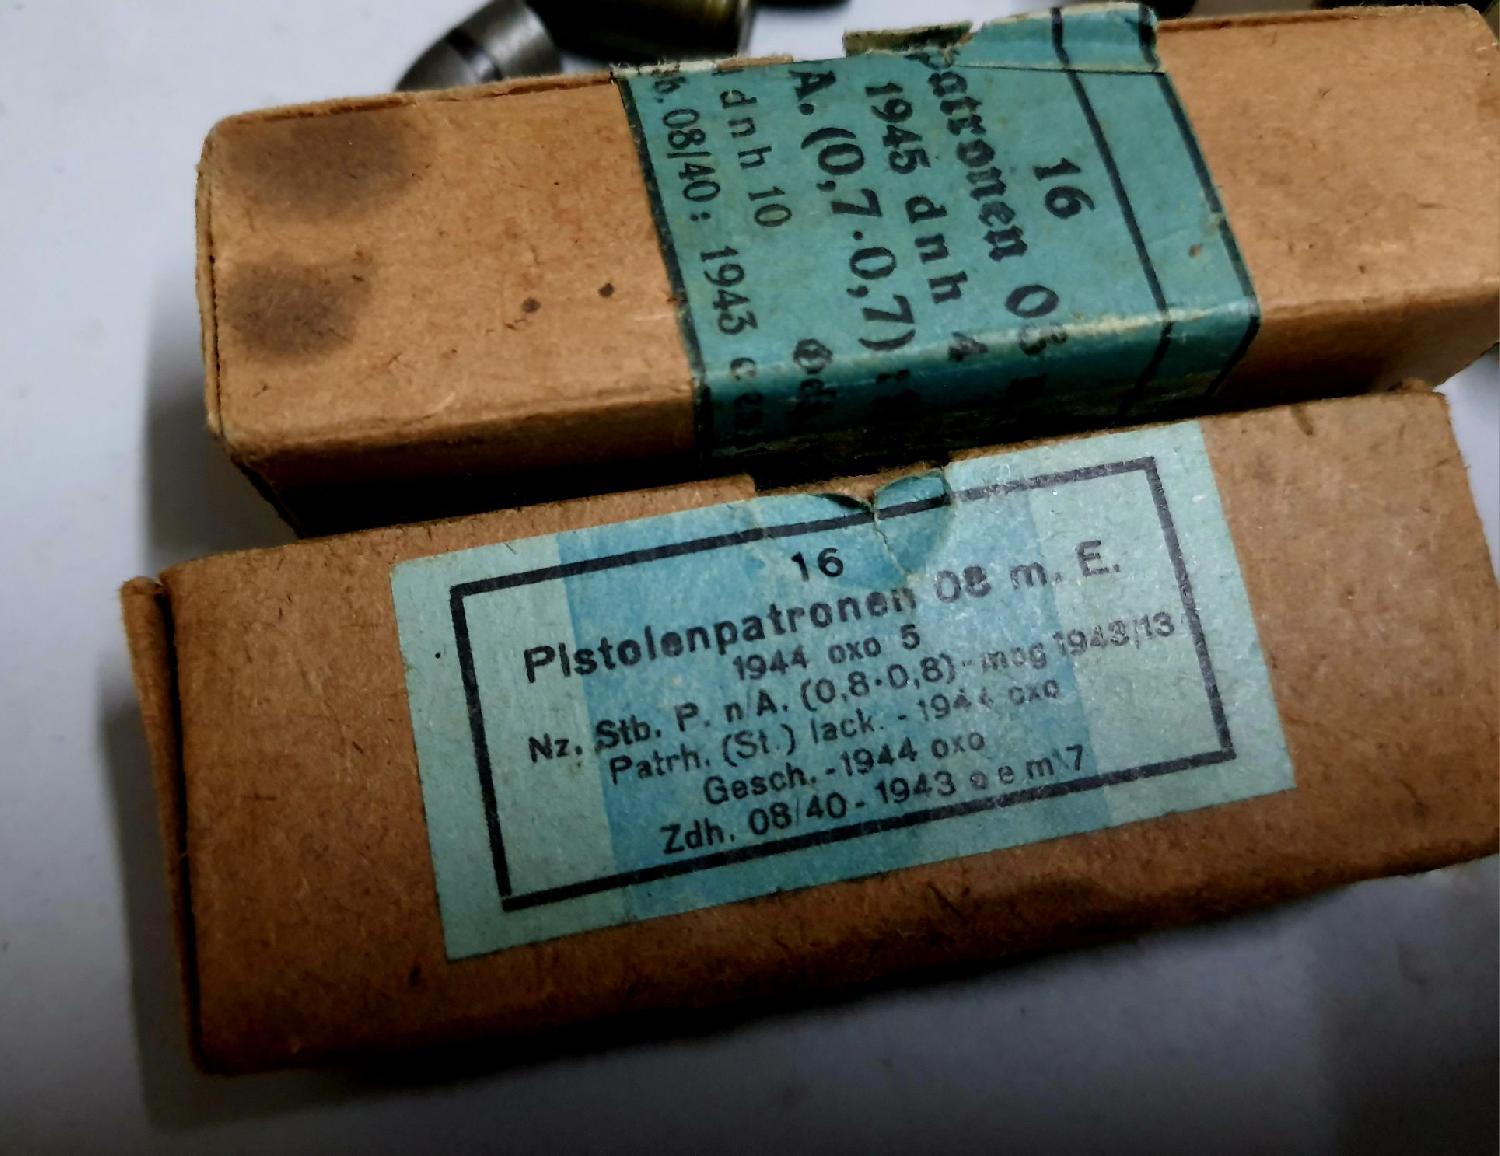 16
patronen 08
1945 dnh 4
A. (0,7·0,7)
dnh 10
08/40: 1943
16
Pistolenpatronen 08 m. E.
1944 oxo 5
Nz. Stb. P. n/A. (0,8·0,8)-mog 1943/13
Patrh. (St.) lack. - 1944 oxo
Gesch. - 1944 oxo
Zdh. 08/40 - 1943 eem 7